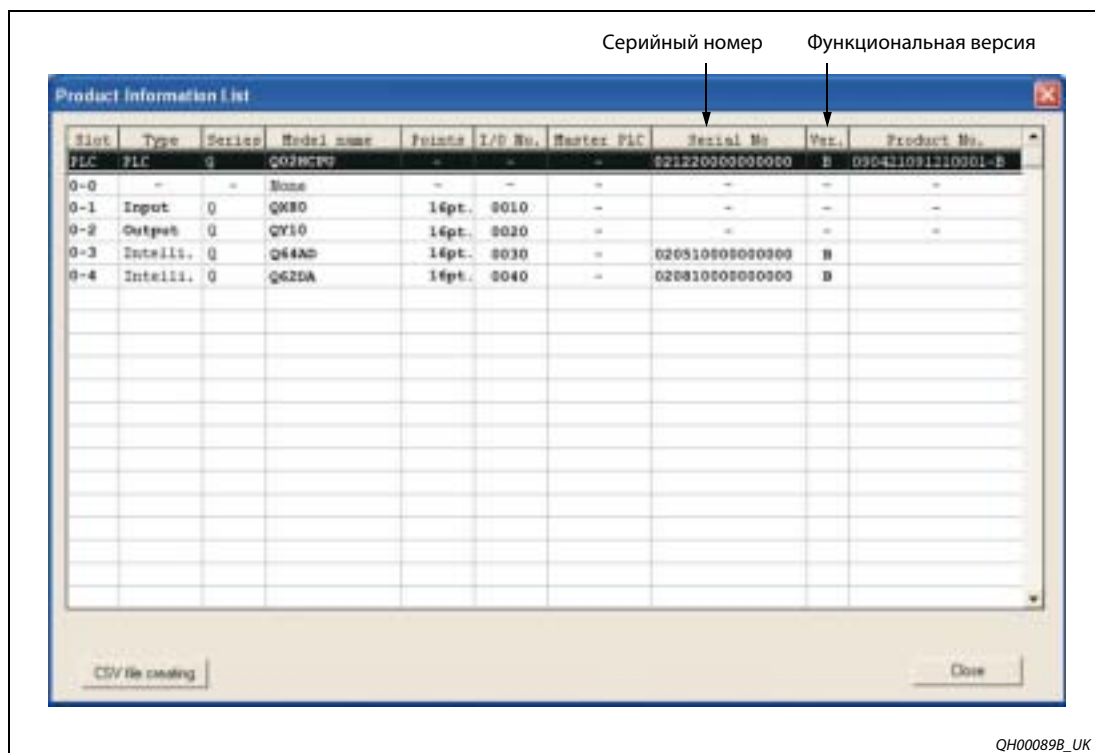 Серийный номер Функциональная версия
Product Information List
Slot Type Series Model name Points I/O No. Master PLC Serial No Ver. Product No.
PLC PLC Q Q02HCPU - - - 021220000000000 B 090421091210001-B
0-0 - - None - - - - - -
0-1 Input Q QX80 16pt. 0010 - - - -
0-2 Output Q QY10 16pt. 0020 - - - -
0-3 Intelli. Q Q64AD 16pt. 0030 - 020510000000000 B
0-4 Intelli. Q Q62DA 16pt. 0040 - 020810000000000 B
CSV file creating Close
QH00089B_UK